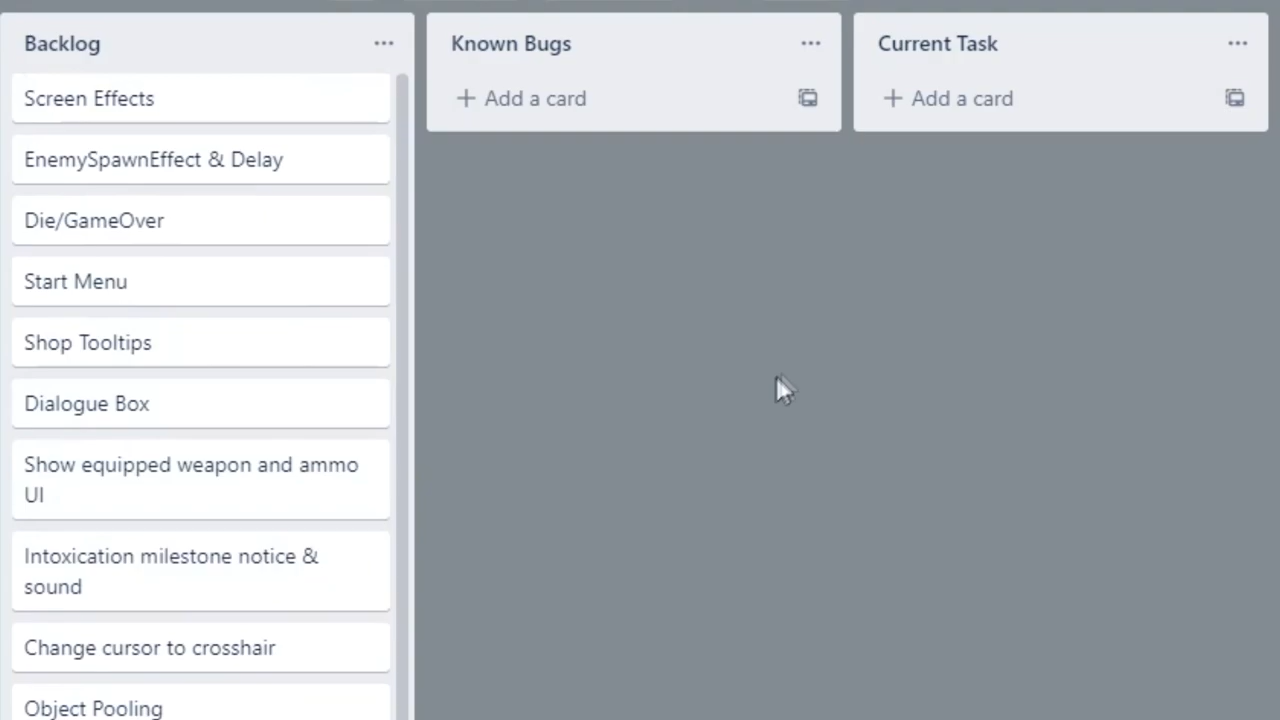 Backlog
Screen Effects
EnemySpawnEffect & Delay
Die/GameOver
Start Menu
Shop Tooltips
Dialogue Box
Show equipped weapon and ammo
UI
Intoxication milestone notice &
sound
Change cursor to crosshair
Object Pooling
Known Bugs
Add a card
Current Task
Add a card